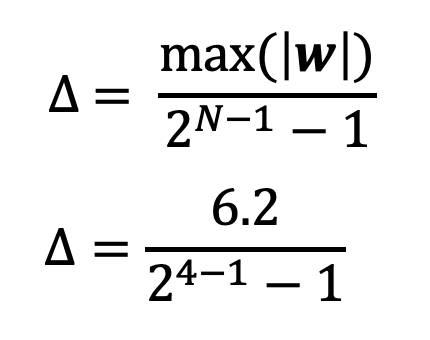 Δ = max(|w|) / 2^{N−1} − 1
Δ = 6.2 / 2^{4−1} − 1